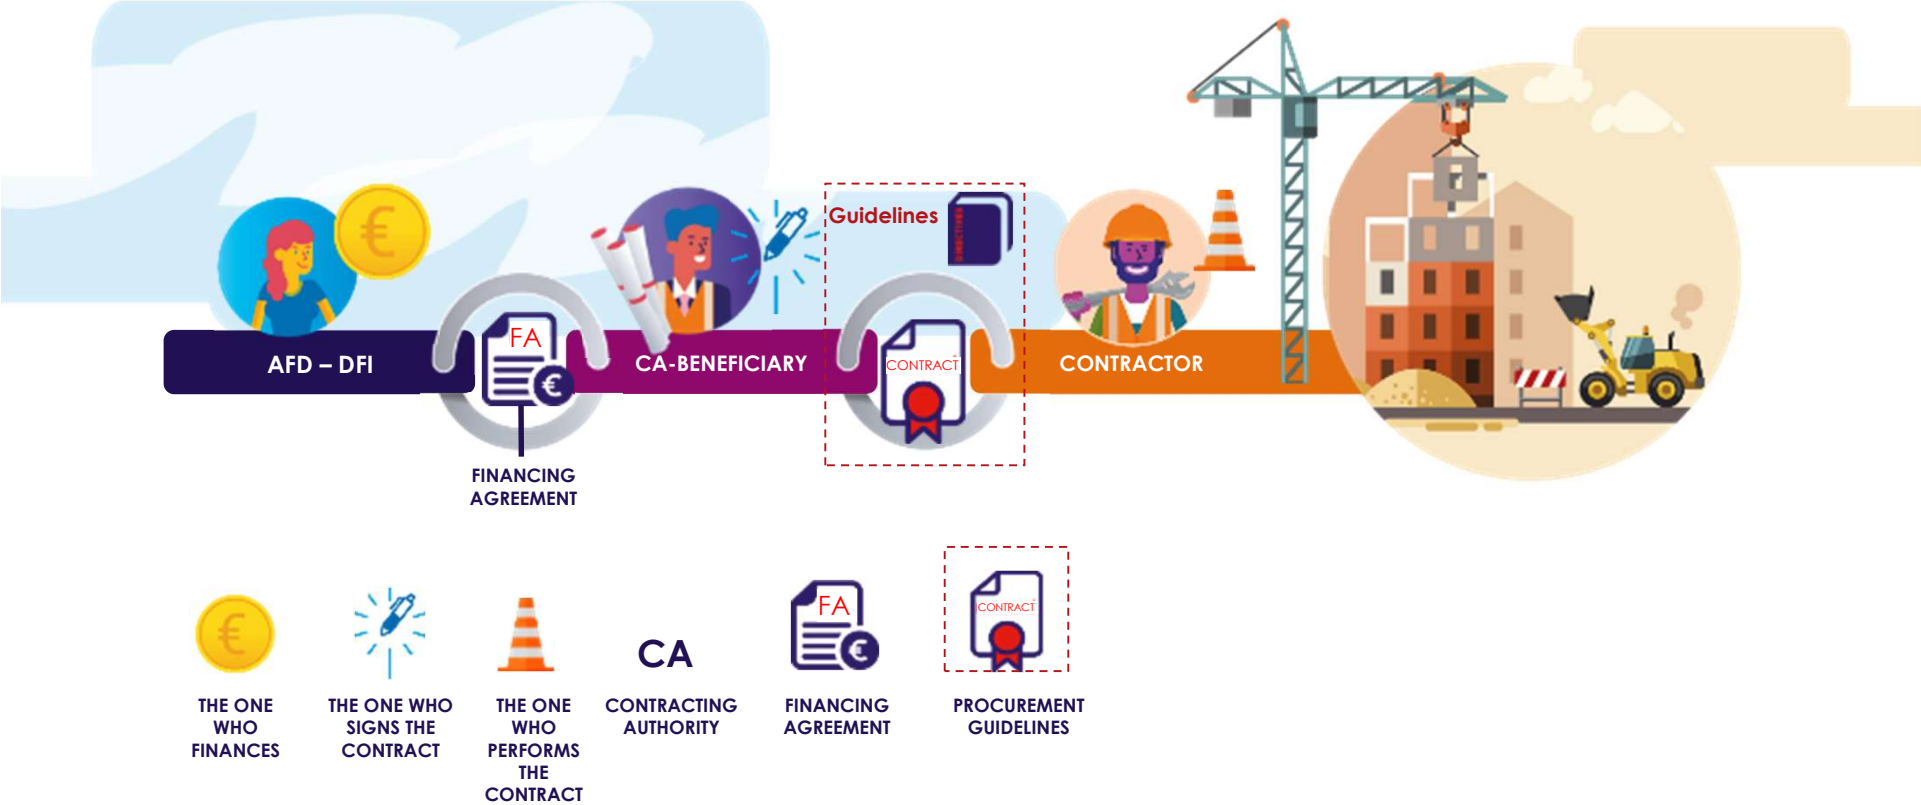 Guidelines
DIRECTIVES
FA
€
€
AFD – DFI
CA-BENEFICIARY
CONTRACT
CONTRACTOR
FINANCING
AGREEMENT
€
FA
€
CA
CONTRACT
THE ONE
WHO
FINANCES
THE ONE WHO
SIGNS THE
CONTRACT
THE ONE
WHO
PERFORMS
THE
CONTRACT
CONTRACTING
AUTHORITY
FINANCING
AGREEMENT
PROCUREMENT
GUIDELINES